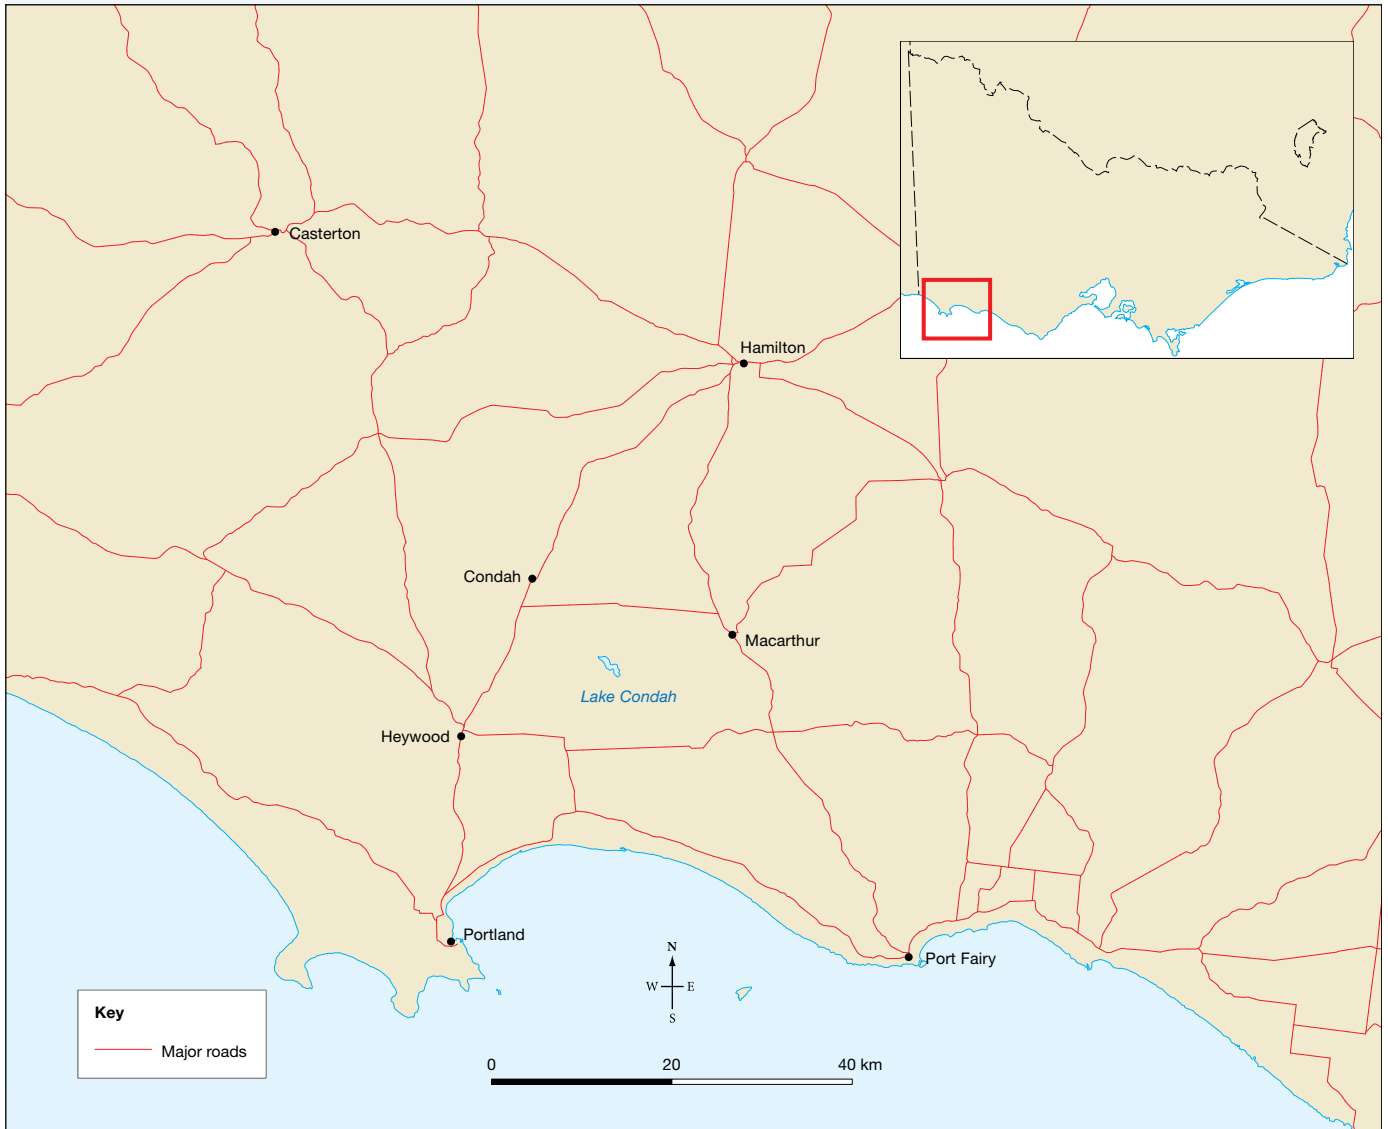 Casterton
Hamilton
Condah
Macarthur
Lake Condah
Heywood
Portland
Port Fairy
N
W E
S
Key
Major roads
0 20 40 km